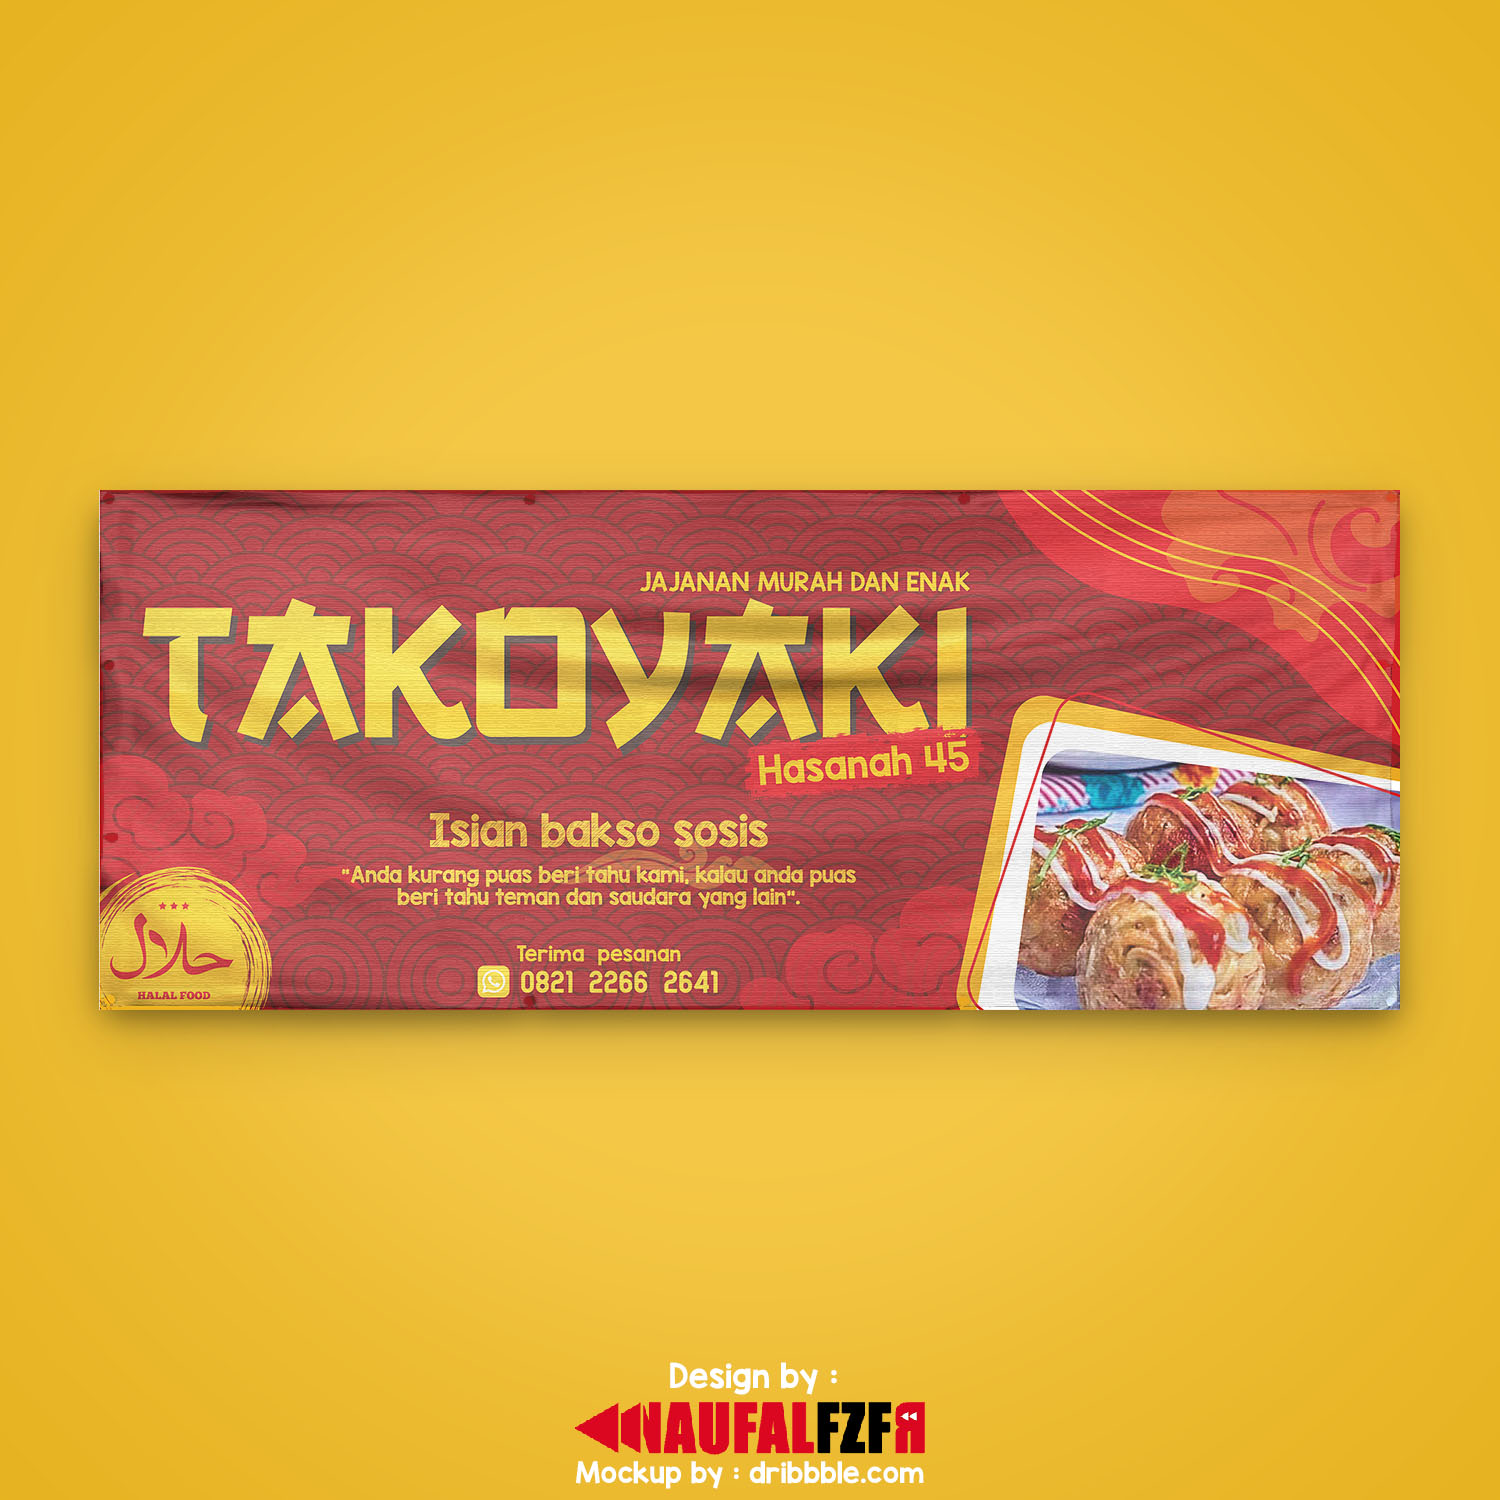 JAJANAN MURAH DAN ENAK
TAKOYAKI
Hasanah 45
Isian bakso sosis
"Anda kurang puas beri tahu kami, kalau anda puas
beri tahu teman dan saudara yang lain".
Terima pesanan
0821 2266 2641
حلال
HALAL FOOD
Design by :
NAUFALFZFR
Mockup by : dribbble.com